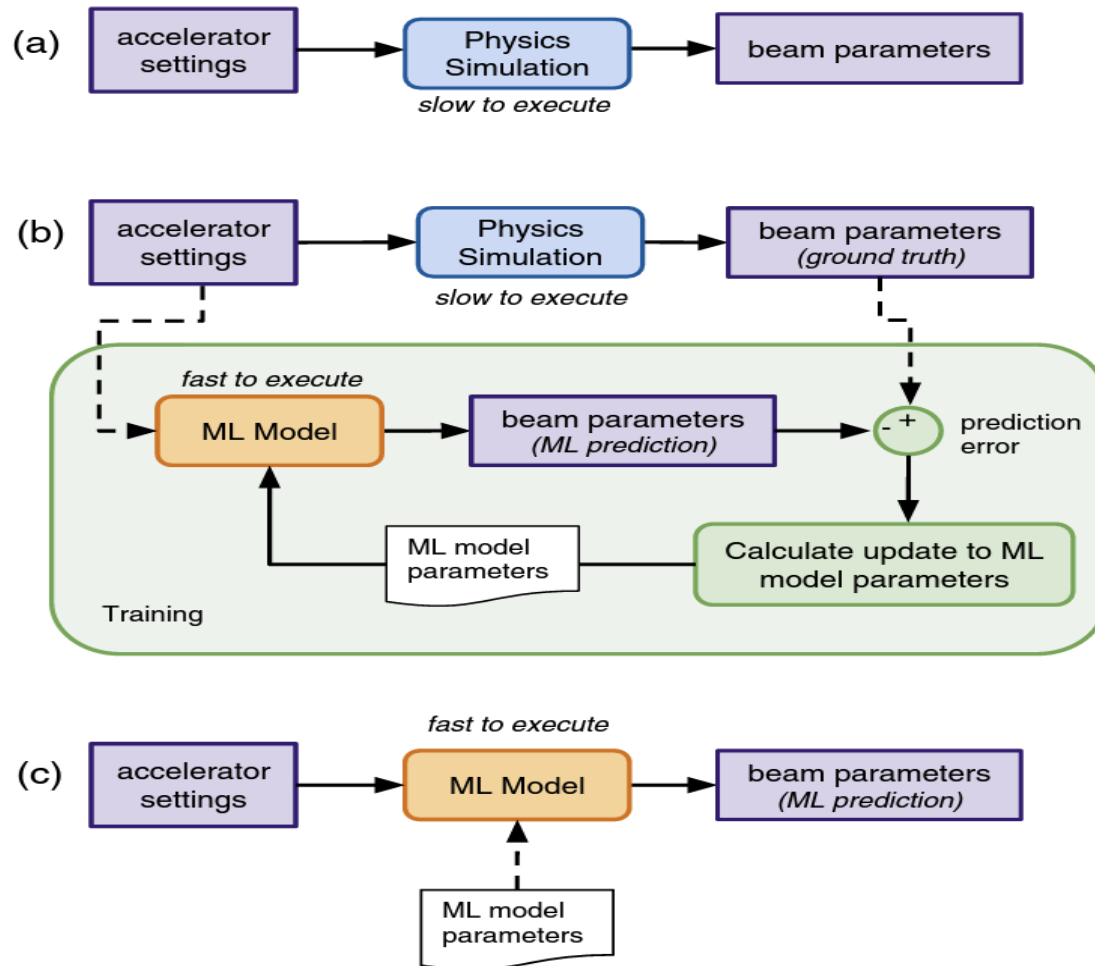 (a)
accelerator
settings
Physics
Simulation
slow to execute
beam parameters
(b)
accelerator
settings
Physics
Simulation
slow to execute
beam parameters
(ground truth)
fast to execute
ML Model
beam parameters
(ML prediction)
- +
prediction
error
ML model
parameters
Calculate update to ML
model parameters
Training
(c)
accelerator
settings
fast to execute
ML Model
beam parameters
(ML prediction)
ML model
parameters